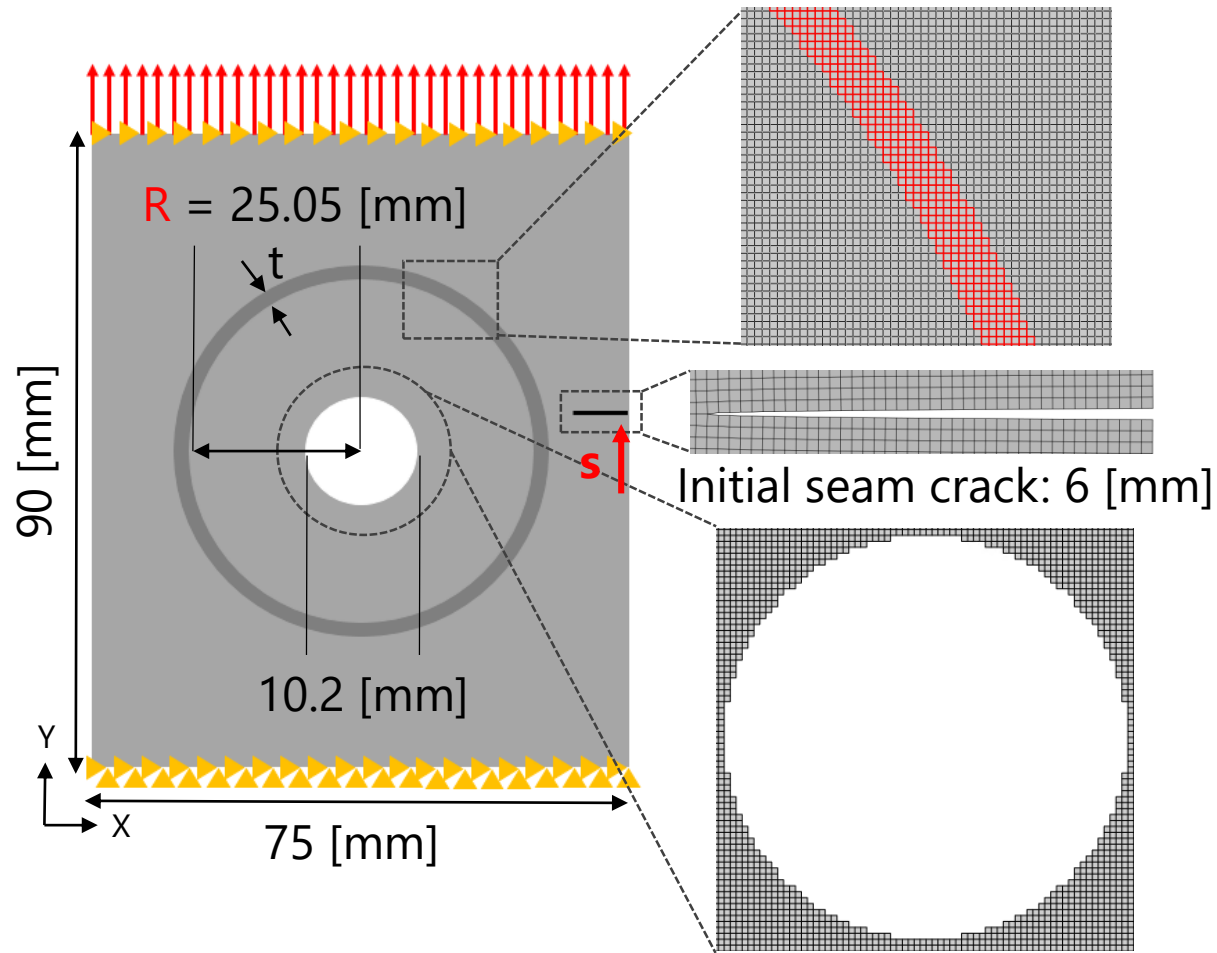 R = 25.05 [mm]
t
90 [mm]
s
Initial seam crack: 6 [mm]
10.2 [mm]
Y
X
75 [mm]